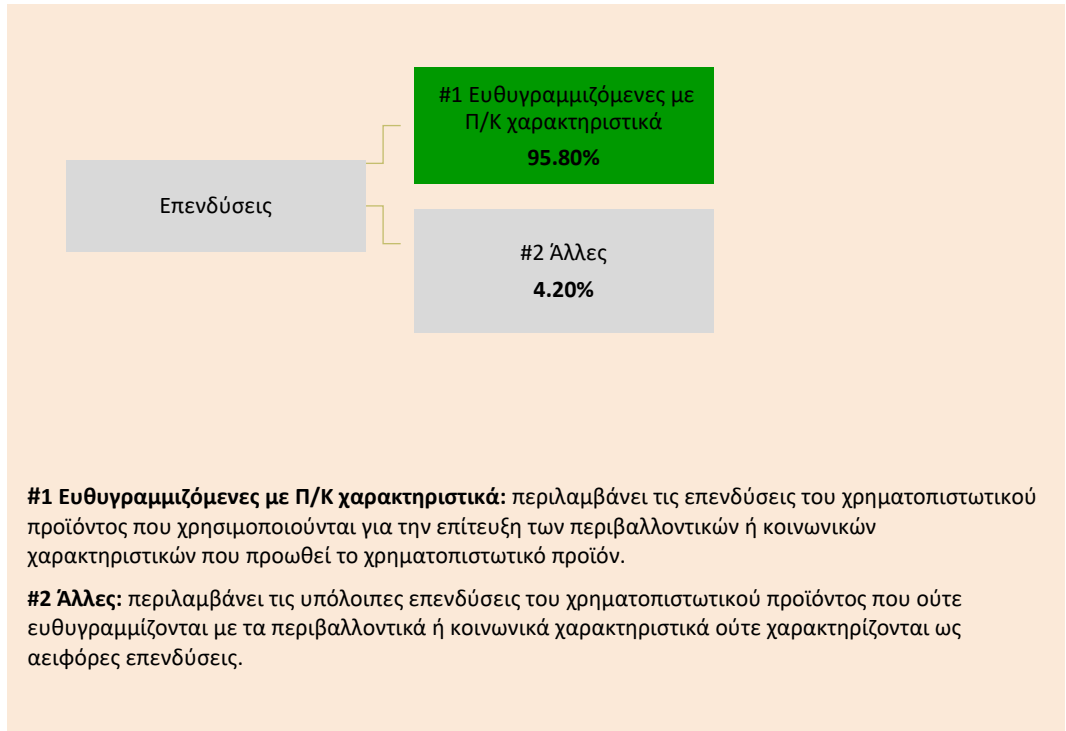 #1 Ευθυγραμμιζόμενες με
Π/Κ χαρακτηριστικά
95.80%
Επενδύσεις
#2 Άλλες
4.20%
#1 Ευθυγραμμιζόμενες με Π/Κ χαρακτηριστικά: περιλαμβάνει τις επενδύσεις του χρηματοπιστωτικού
προϊόντος που χρησιμοποιούνται για την επίτευξη των περιβαλλοντικών ή κοινωνικών
χαρακτηριστικών που προωθεί το χρηματοπιστωτικό προϊόν.
#2 Άλλες: περιλαμβάνει τις υπόλοιπες επενδύσεις του χρηματοπιστωτικού προϊόντος που ούτε
ευθυγραμμίζονται με τα περιβαλλοντικά ή κοινωνικά χαρακτηριστικά ούτε χαρακτηρίζονται ως
αειφόρες επενδύσεις.